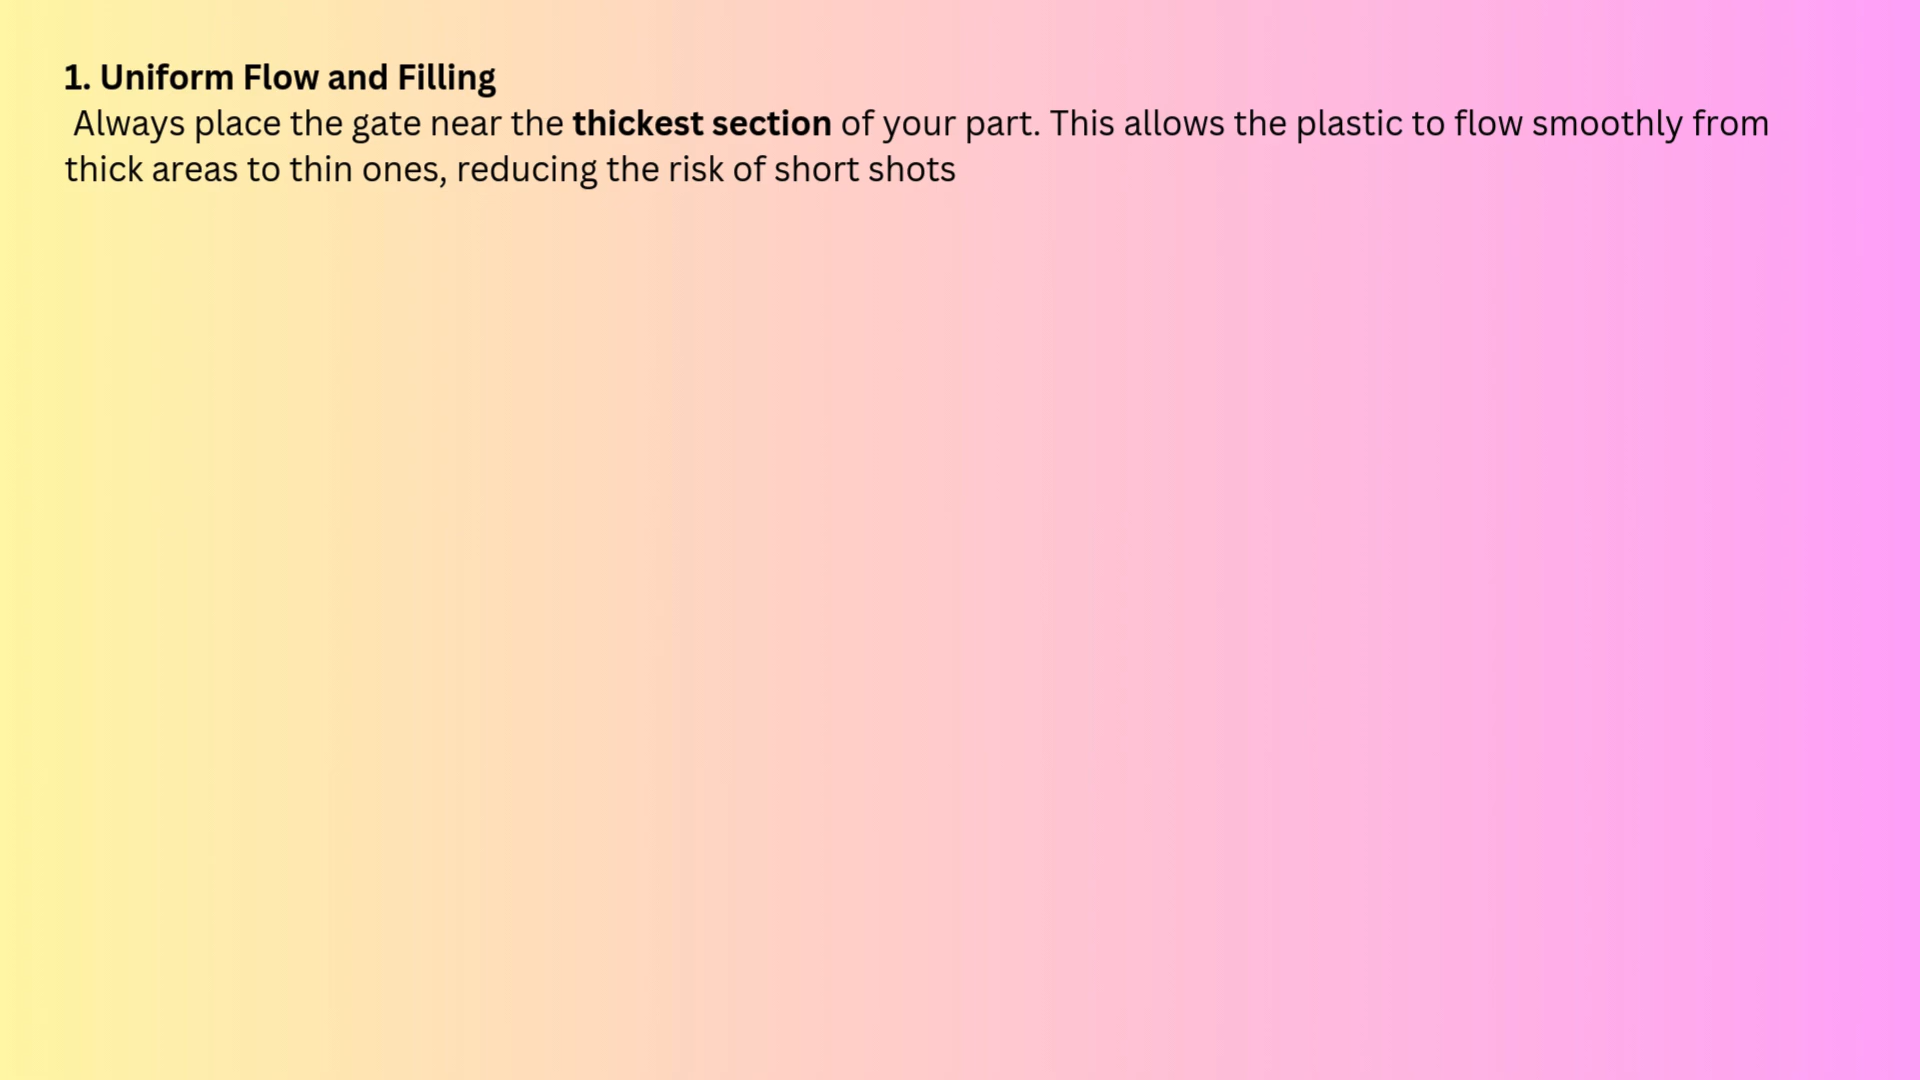 1. Uniform Flow and Filling
Always place the gate near the thickest section of your part. This allows the plastic to flow smoothly from
thick areas to thin ones, reducing the risk of short shots